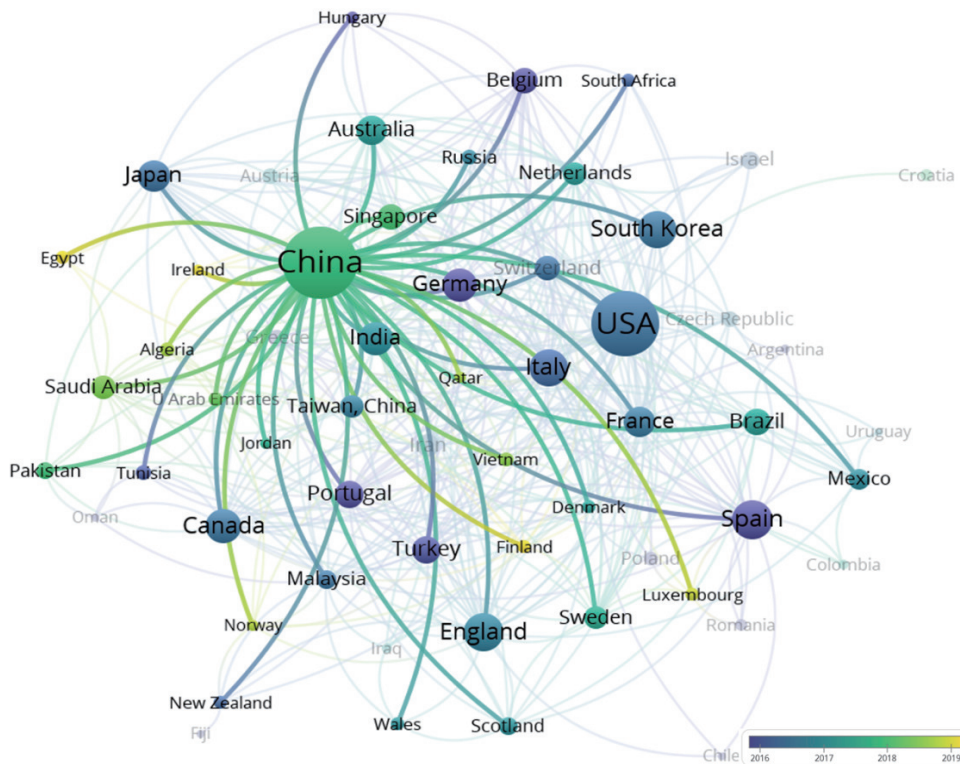 Hungary
Belgium
South Africa
Australia
Russia
Netherlands
Israel
Japan
Austria
Croatia
Singapore
South Korea
China
Egypt
Ireland
Switzerland
Germany
USA
Czech Republic
Greece
India
Algeria
Argentina
Italy
Qatar
Saudi Arabia
U Arab Emirates
Taiwan, China
France
Brazil
Jordan
Iran
Uruguay
Pakistan
Tunisia
Vietnam
Mexico
Portugal
Oman
Canada
Denmark
Spain
Turkey
Finland
Poland
Colombia
Malaysia
Luxembourg
Norway
England
Sweden
Romania
Iraq
New Zealand
Fiji
Wales
Scotland
Chile
2016 2017 2018 2019